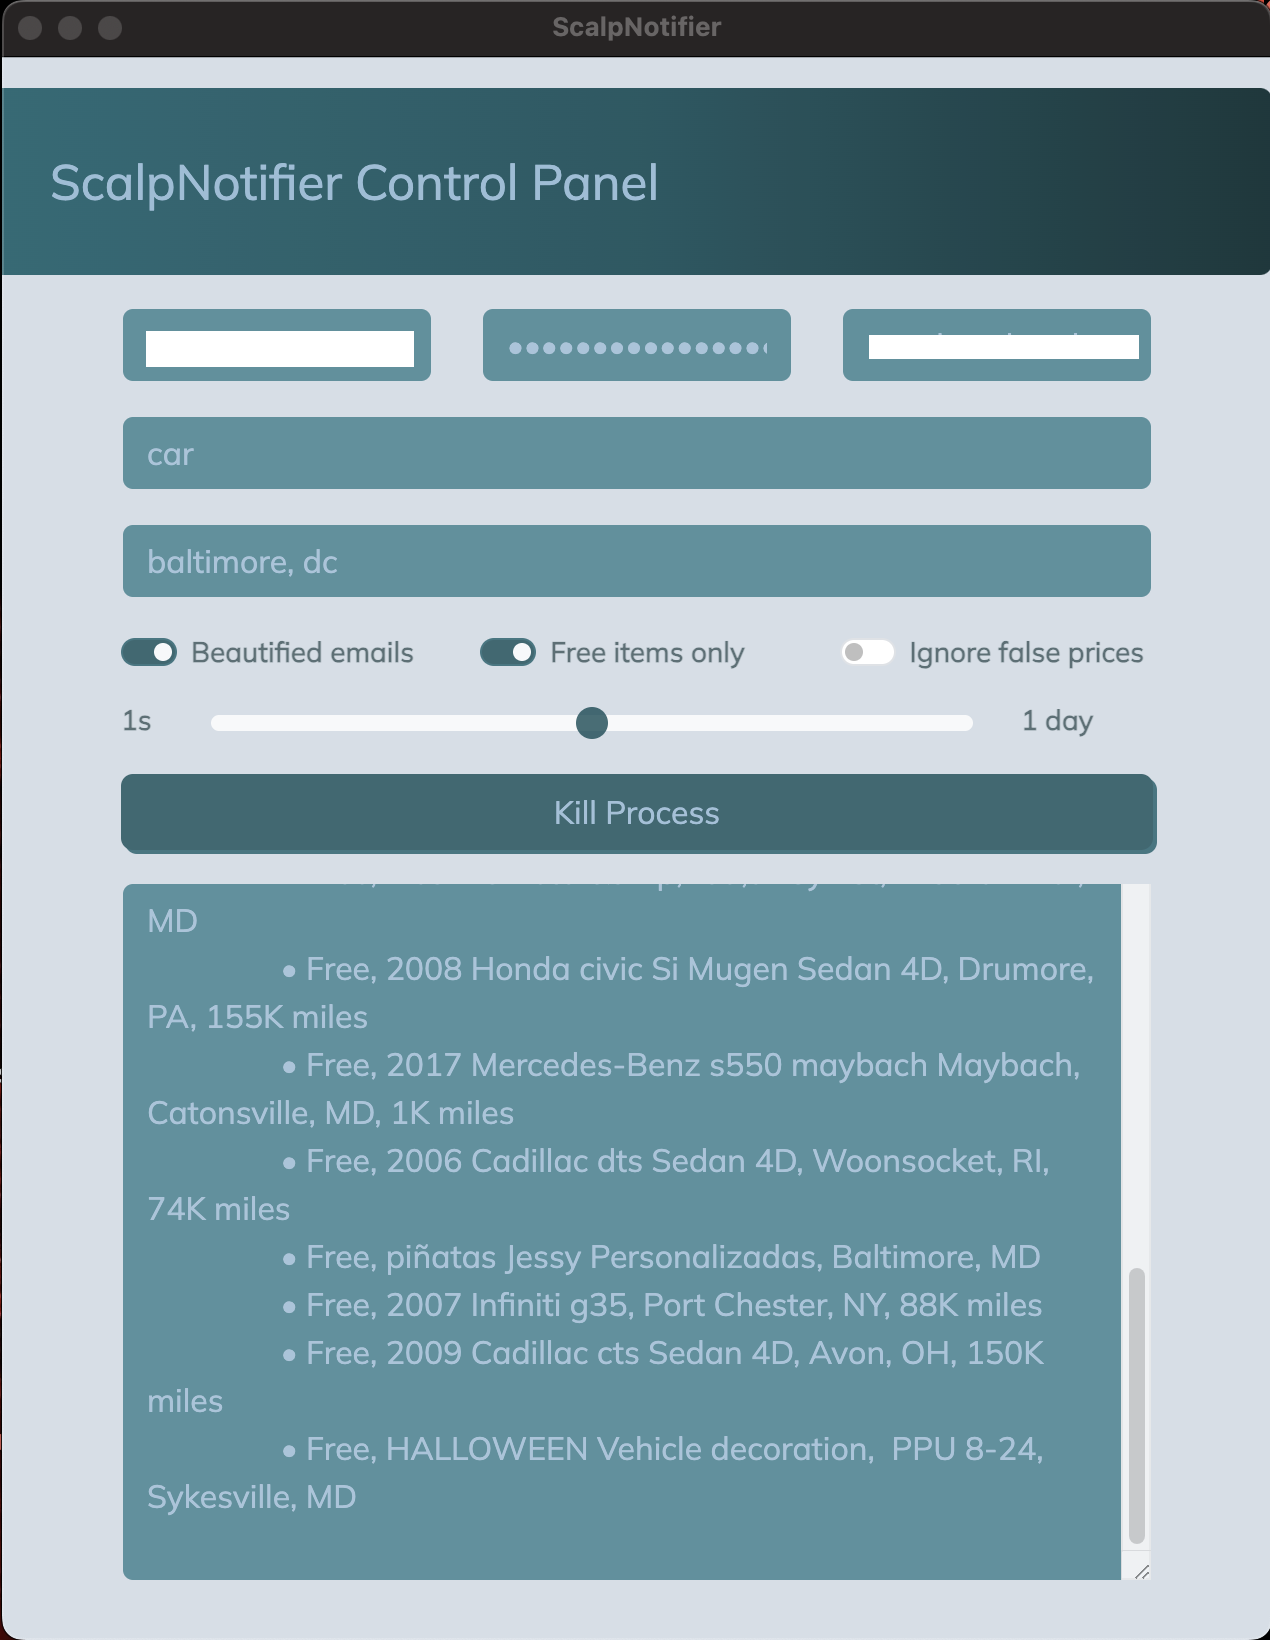 ScalpNotifier
ScalpNotifier Control Panel
car
baltimore, dc
Beautified emails Free items only Ignore false prices
1s 1 day
Kill Process
MD
• Free, 2008 Honda civic Si Mugen Sedan 4D, Drumore,
PA, 155K miles
• Free, 2017 Mercedes-Benz s550 maybach Maybach,
Catonsville, MD, 1K miles
• Free, 2006 Cadillac dts Sedan 4D, Woonsocket, RI,
74K miles
• Free, piñatas Jessy Personalizadas, Baltimore, MD
• Free, 2007 Infiniti g35, Port Chester, NY, 88K miles
• Free, 2009 Cadillac cts Sedan 4D, Avon, OH, 150K
miles
• Free, HALLOWEEN Vehicle decoration,  PPU 8-24,
Sykesville, MD